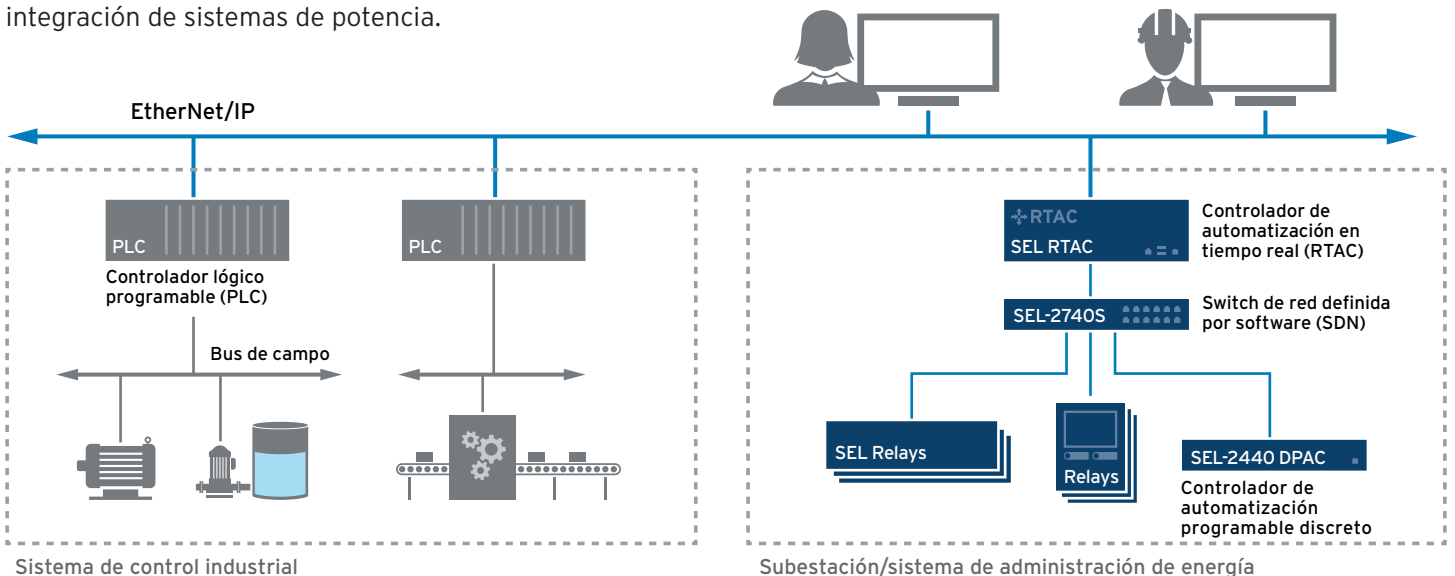 integración de sistemas de potencia.
EtherNet/IP
PLC
Controlador lógico
programable (PLC)
Bus de campo
PLC
Sistema de control industrial
RTAC
SEL RTAC
Controlador de
automatización en
tiempo real (RTAC)
SEL-2740S
Switch de red definida
por software (SDN)
SEL Relays
Relays
SEL-2440 DPAC
Controlador de
automatización
programable discreto
Subestación/sistema de administración de energía